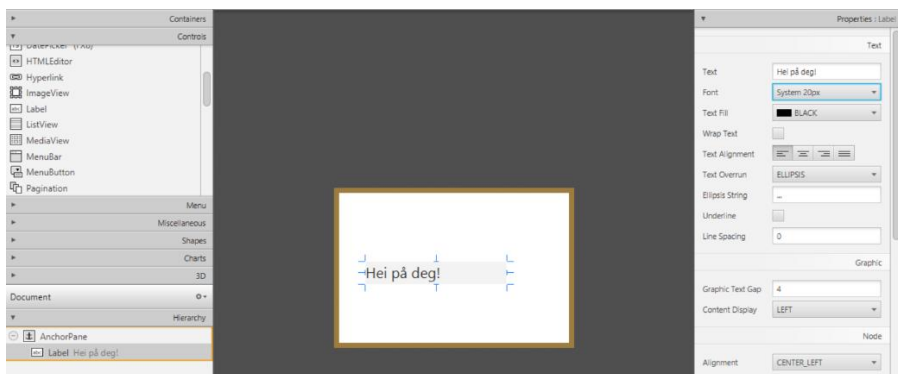 Containers
Controls
HTMLEditor
Hyperlink
ImageView
Label
ListView
MediaView
MenuBar
MenuButton
Pagination
Menu
Miscellaneous
Shapes
Charts
3D
Document
Hierarchy
AnchorPane
Label Hei på deg!
Hei på deg!
Properties : Label
Text
Text Hei på deg!
Font System 20px
Text Fill BLACK
Wrap Text
Text Alignment
Text Overrun ELLIPSIS
Ellipsis String ...
Underline
Line Spacing 0
Graphic
Graphic Text Gap 4
Content Display LEFT
Node
Alignment CENTER_LEFT